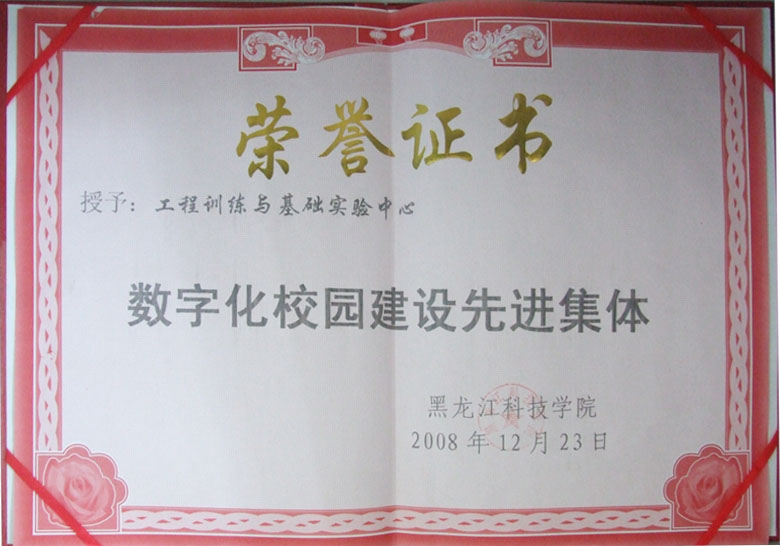 荣誉证书
授予：工程训练与基础实验中心
数字化校园建设先进集体
黑龙江科技学院
2008年12月23日